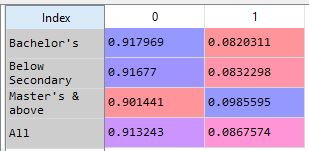 Index 0 1
Bachelor's 0.917969 0.0820311
Below
Secondary 0.91677 0.0832298
Master's &
above 0.901441 0.0985595
All 0.913243 0.0867574